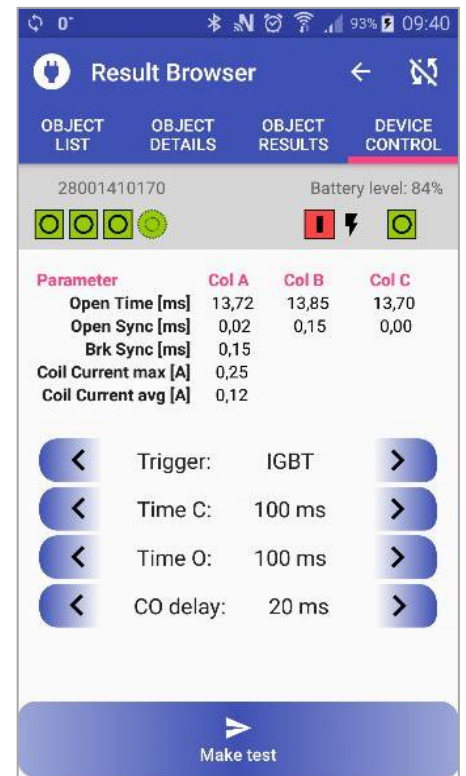 0° 93% 09:40
Result Browser
OBJECT LIST OBJECT DETAILS OBJECT RESULTS DEVICE CONTROL
28001410170 Battery level: 84%
Parameter Col A Col B Col C
Open Time [ms] 13,72 13,85 13,70
Open Sync [ms] 0,02 0,15 0,00
Brk Sync [ms] 0,15
Coil Current max [A] 0,25
Coil Current avg [A] 0,12
Trigger: IGBT
Time C: 100 ms
Time O: 100 ms
CO delay: 20 ms
Make test